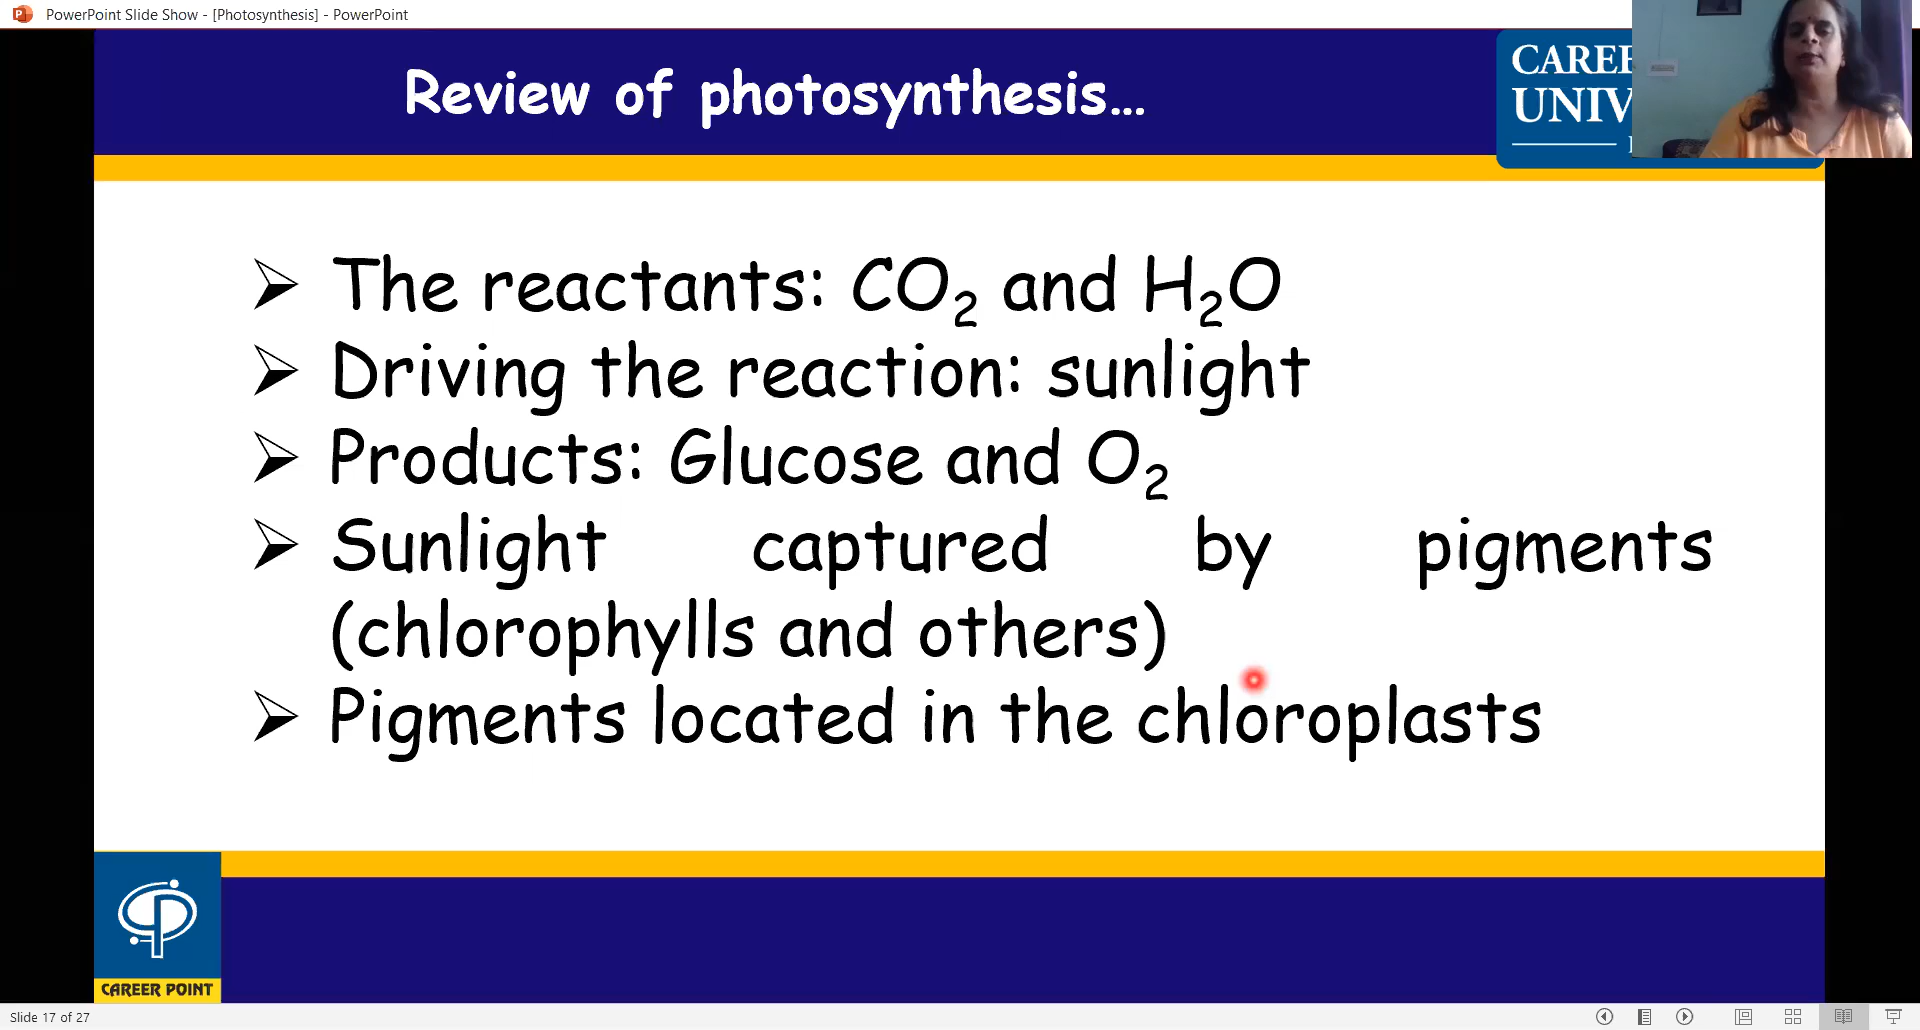 PowerPoint Slide Show - [Photosynthesis] - PowerPoint
Review of photosynthesis...
UNIV
➢ The reactants: CO₂ and H₂O
➢ Driving the reaction: sunlight
➢ Products: Glucose and O₂
➢ Sunlight captured by pigments
(chlorophylls and others)
➢ Pigments located in the chloroplasts
CAREER POINT
Slide 17 of 27